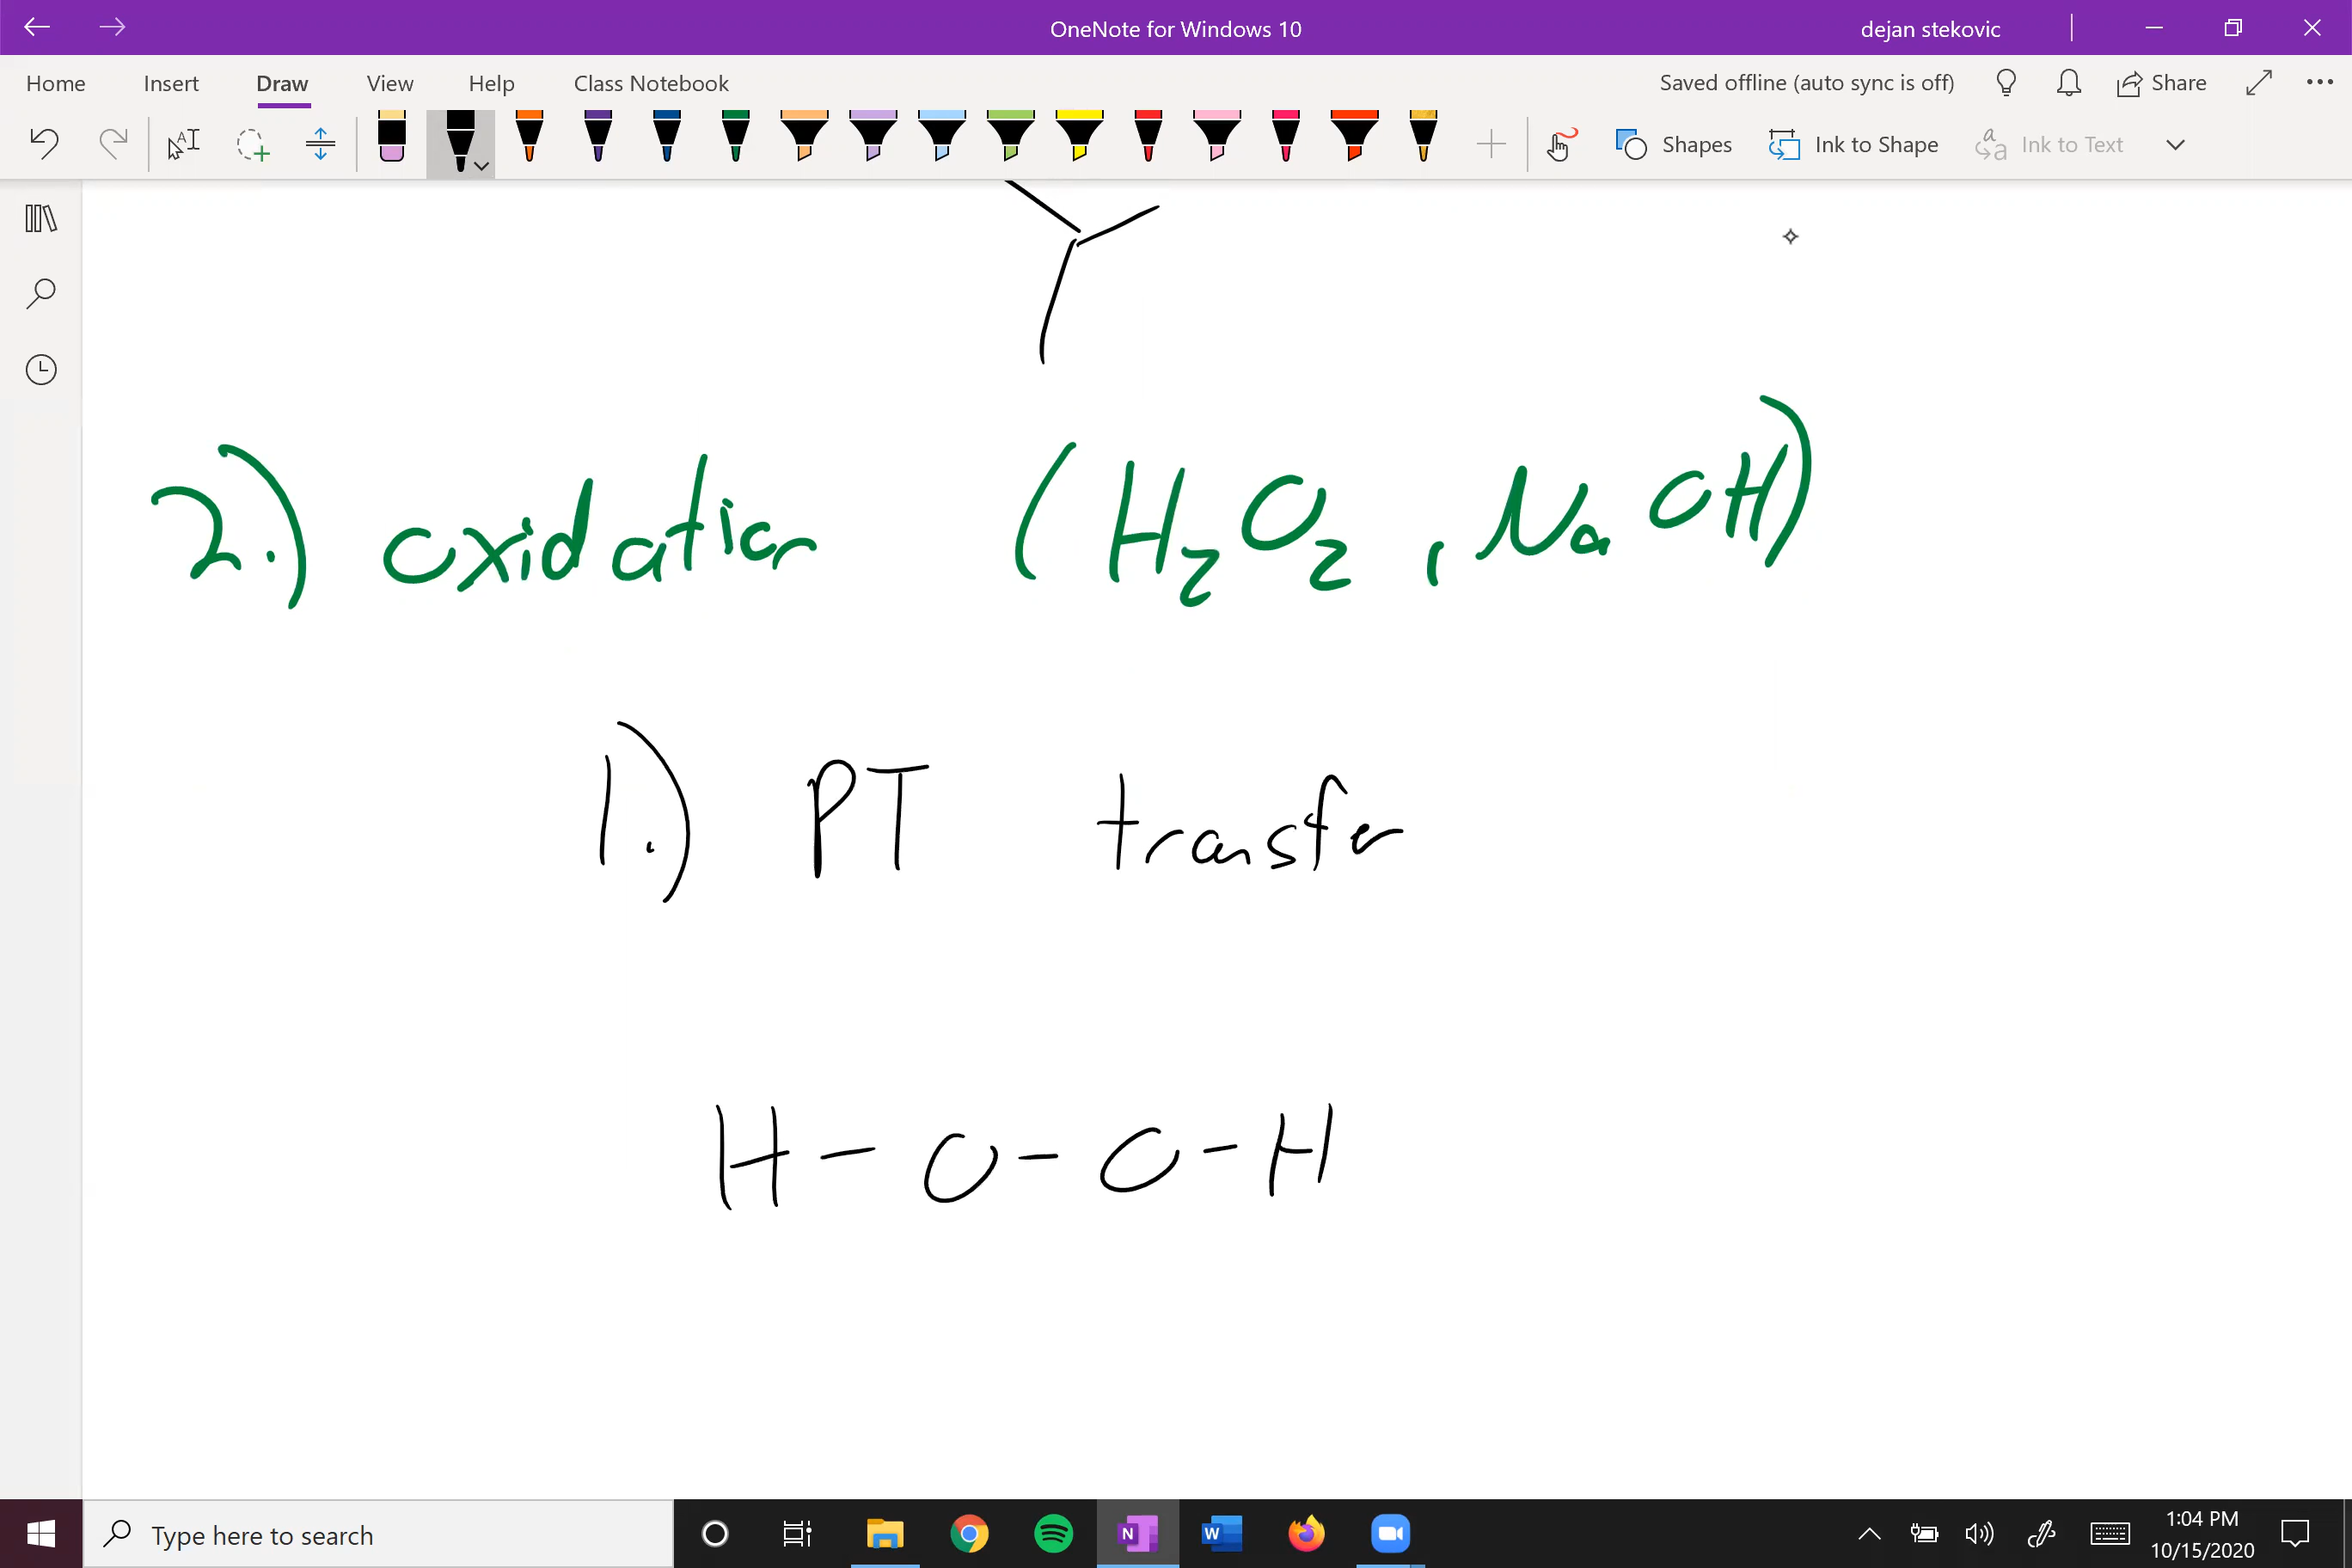 OneNote for Windows 10 dejan stekovic
Home Insert Draw View Help Class Notebook Saved offline (auto sync is off) Share
Shapes Ink to Shape Ink to Text
2.) oxidation (H2O2, NaOH)
1.) PT transfer
H-O-O-H
Type here to search
1:04 PM
10/15/2020